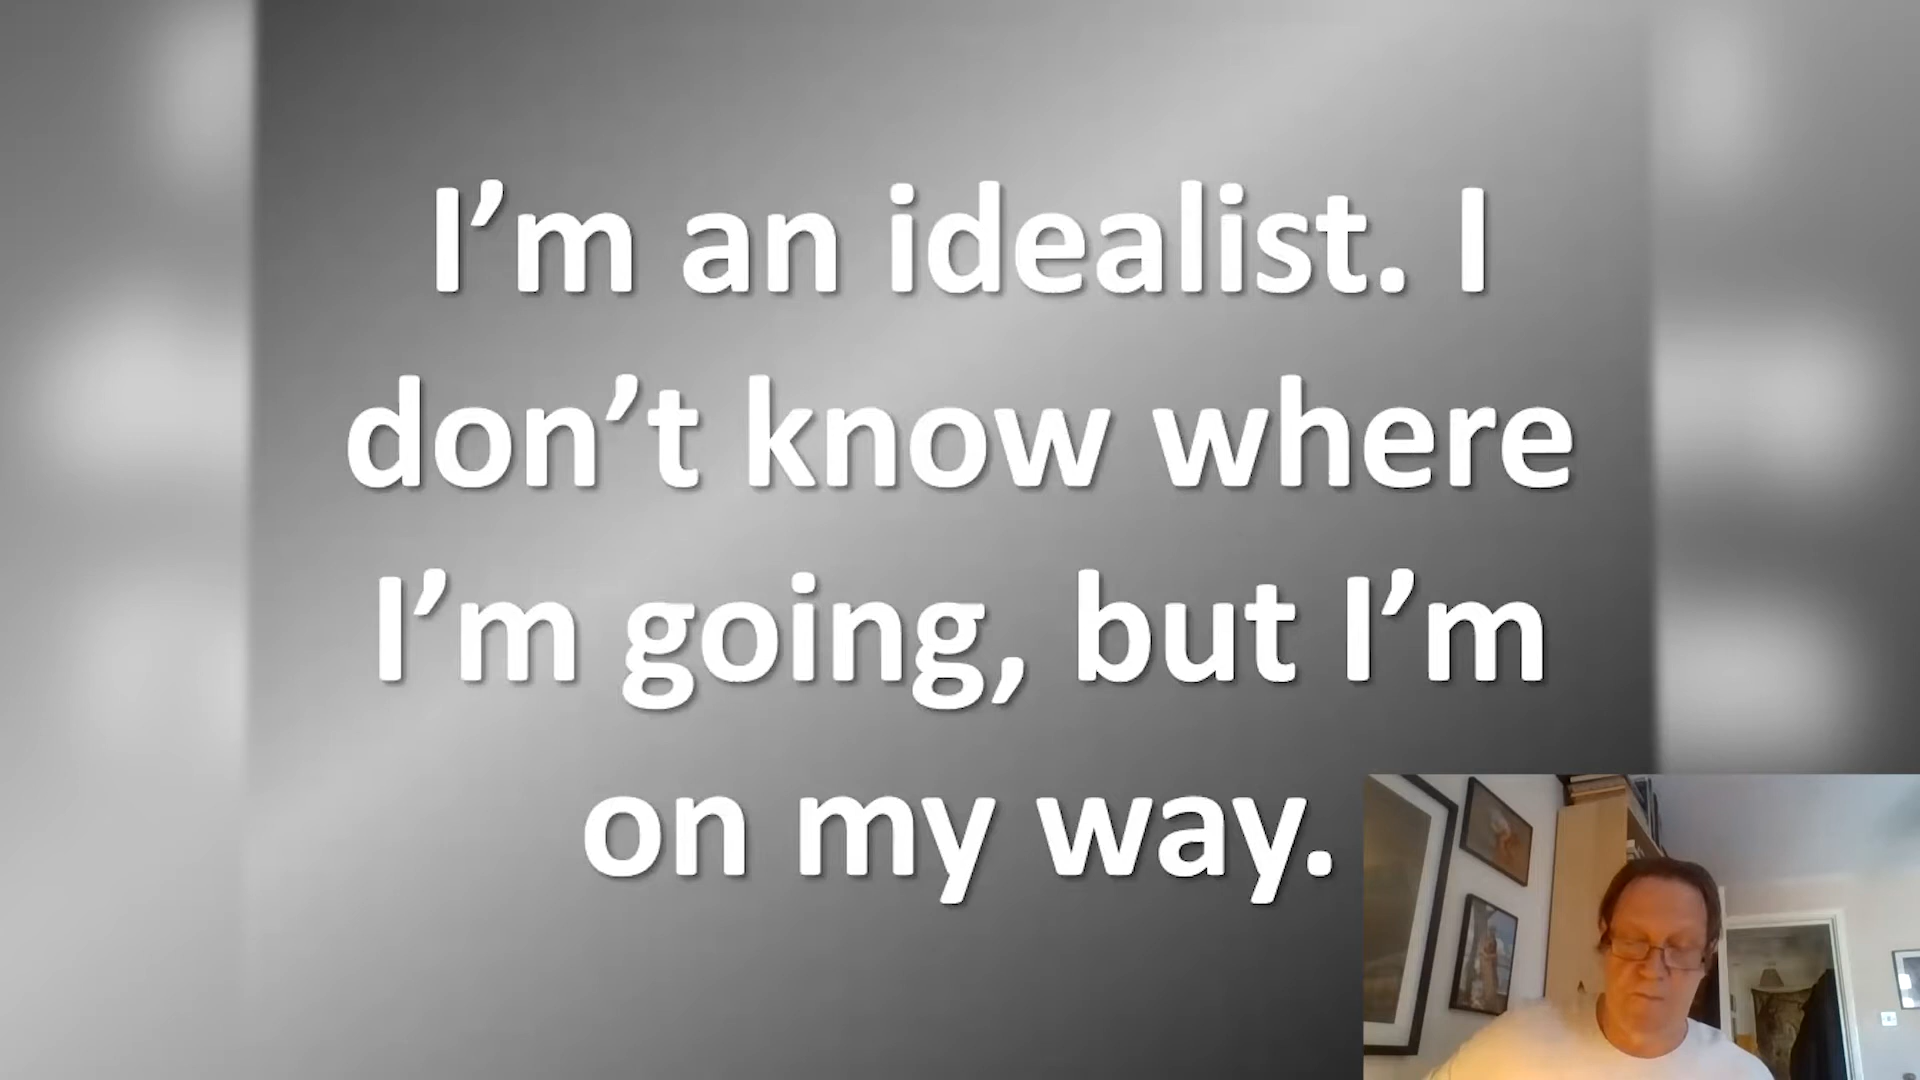 I’m an idealist. I
don’t know where
I’m going, but I’m
on my way.